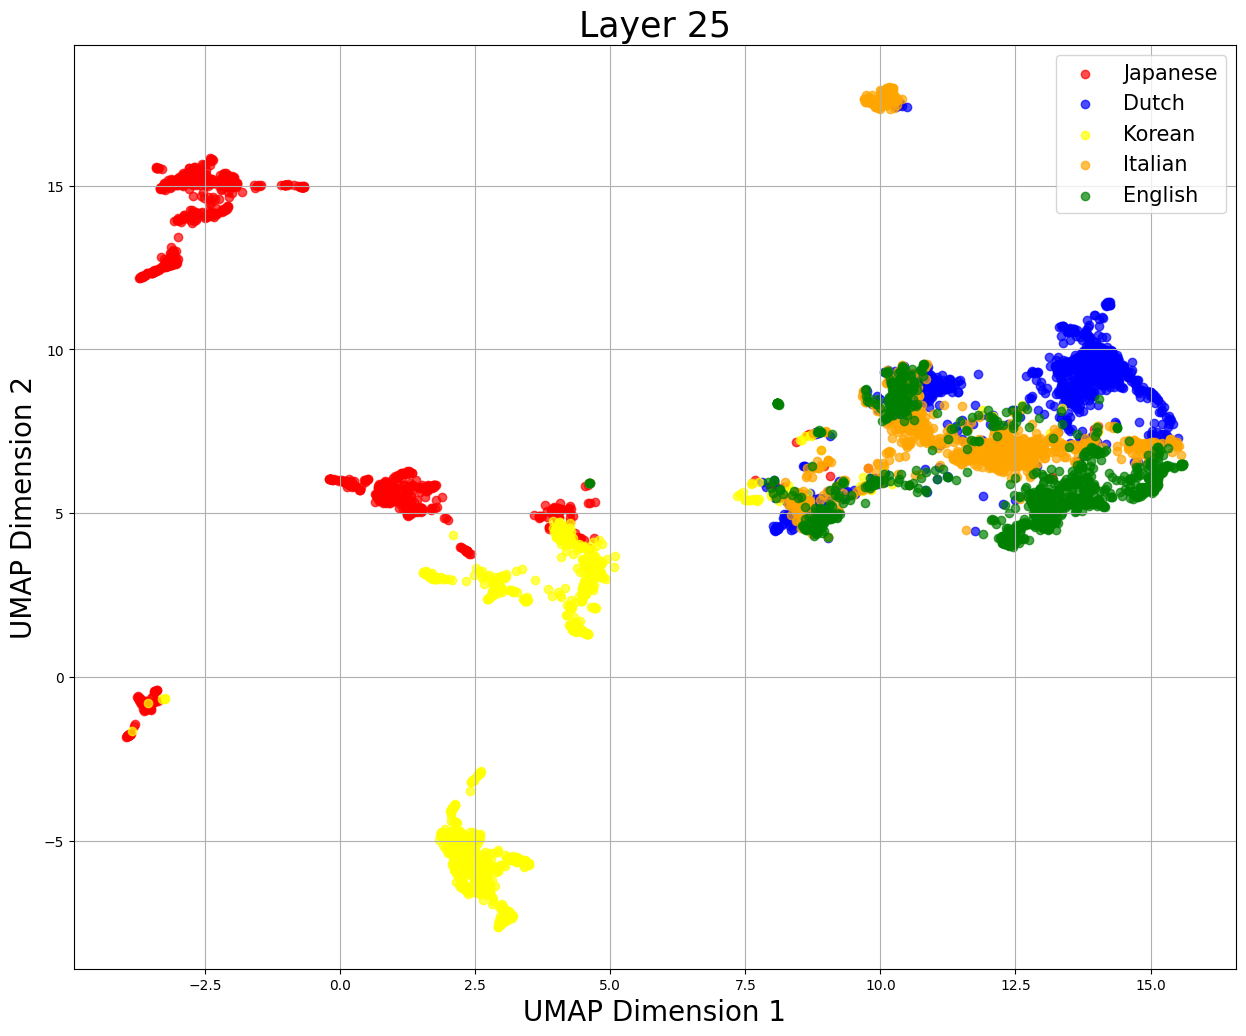 Layer 25
Japanese
Dutch
Korean
Italian
English
15
10
5
0
−5
−2.5 0.0 2.5 5.0 7.5 10.0 12.5 15.0
UMAP Dimension 1
UMAP Dimension 2